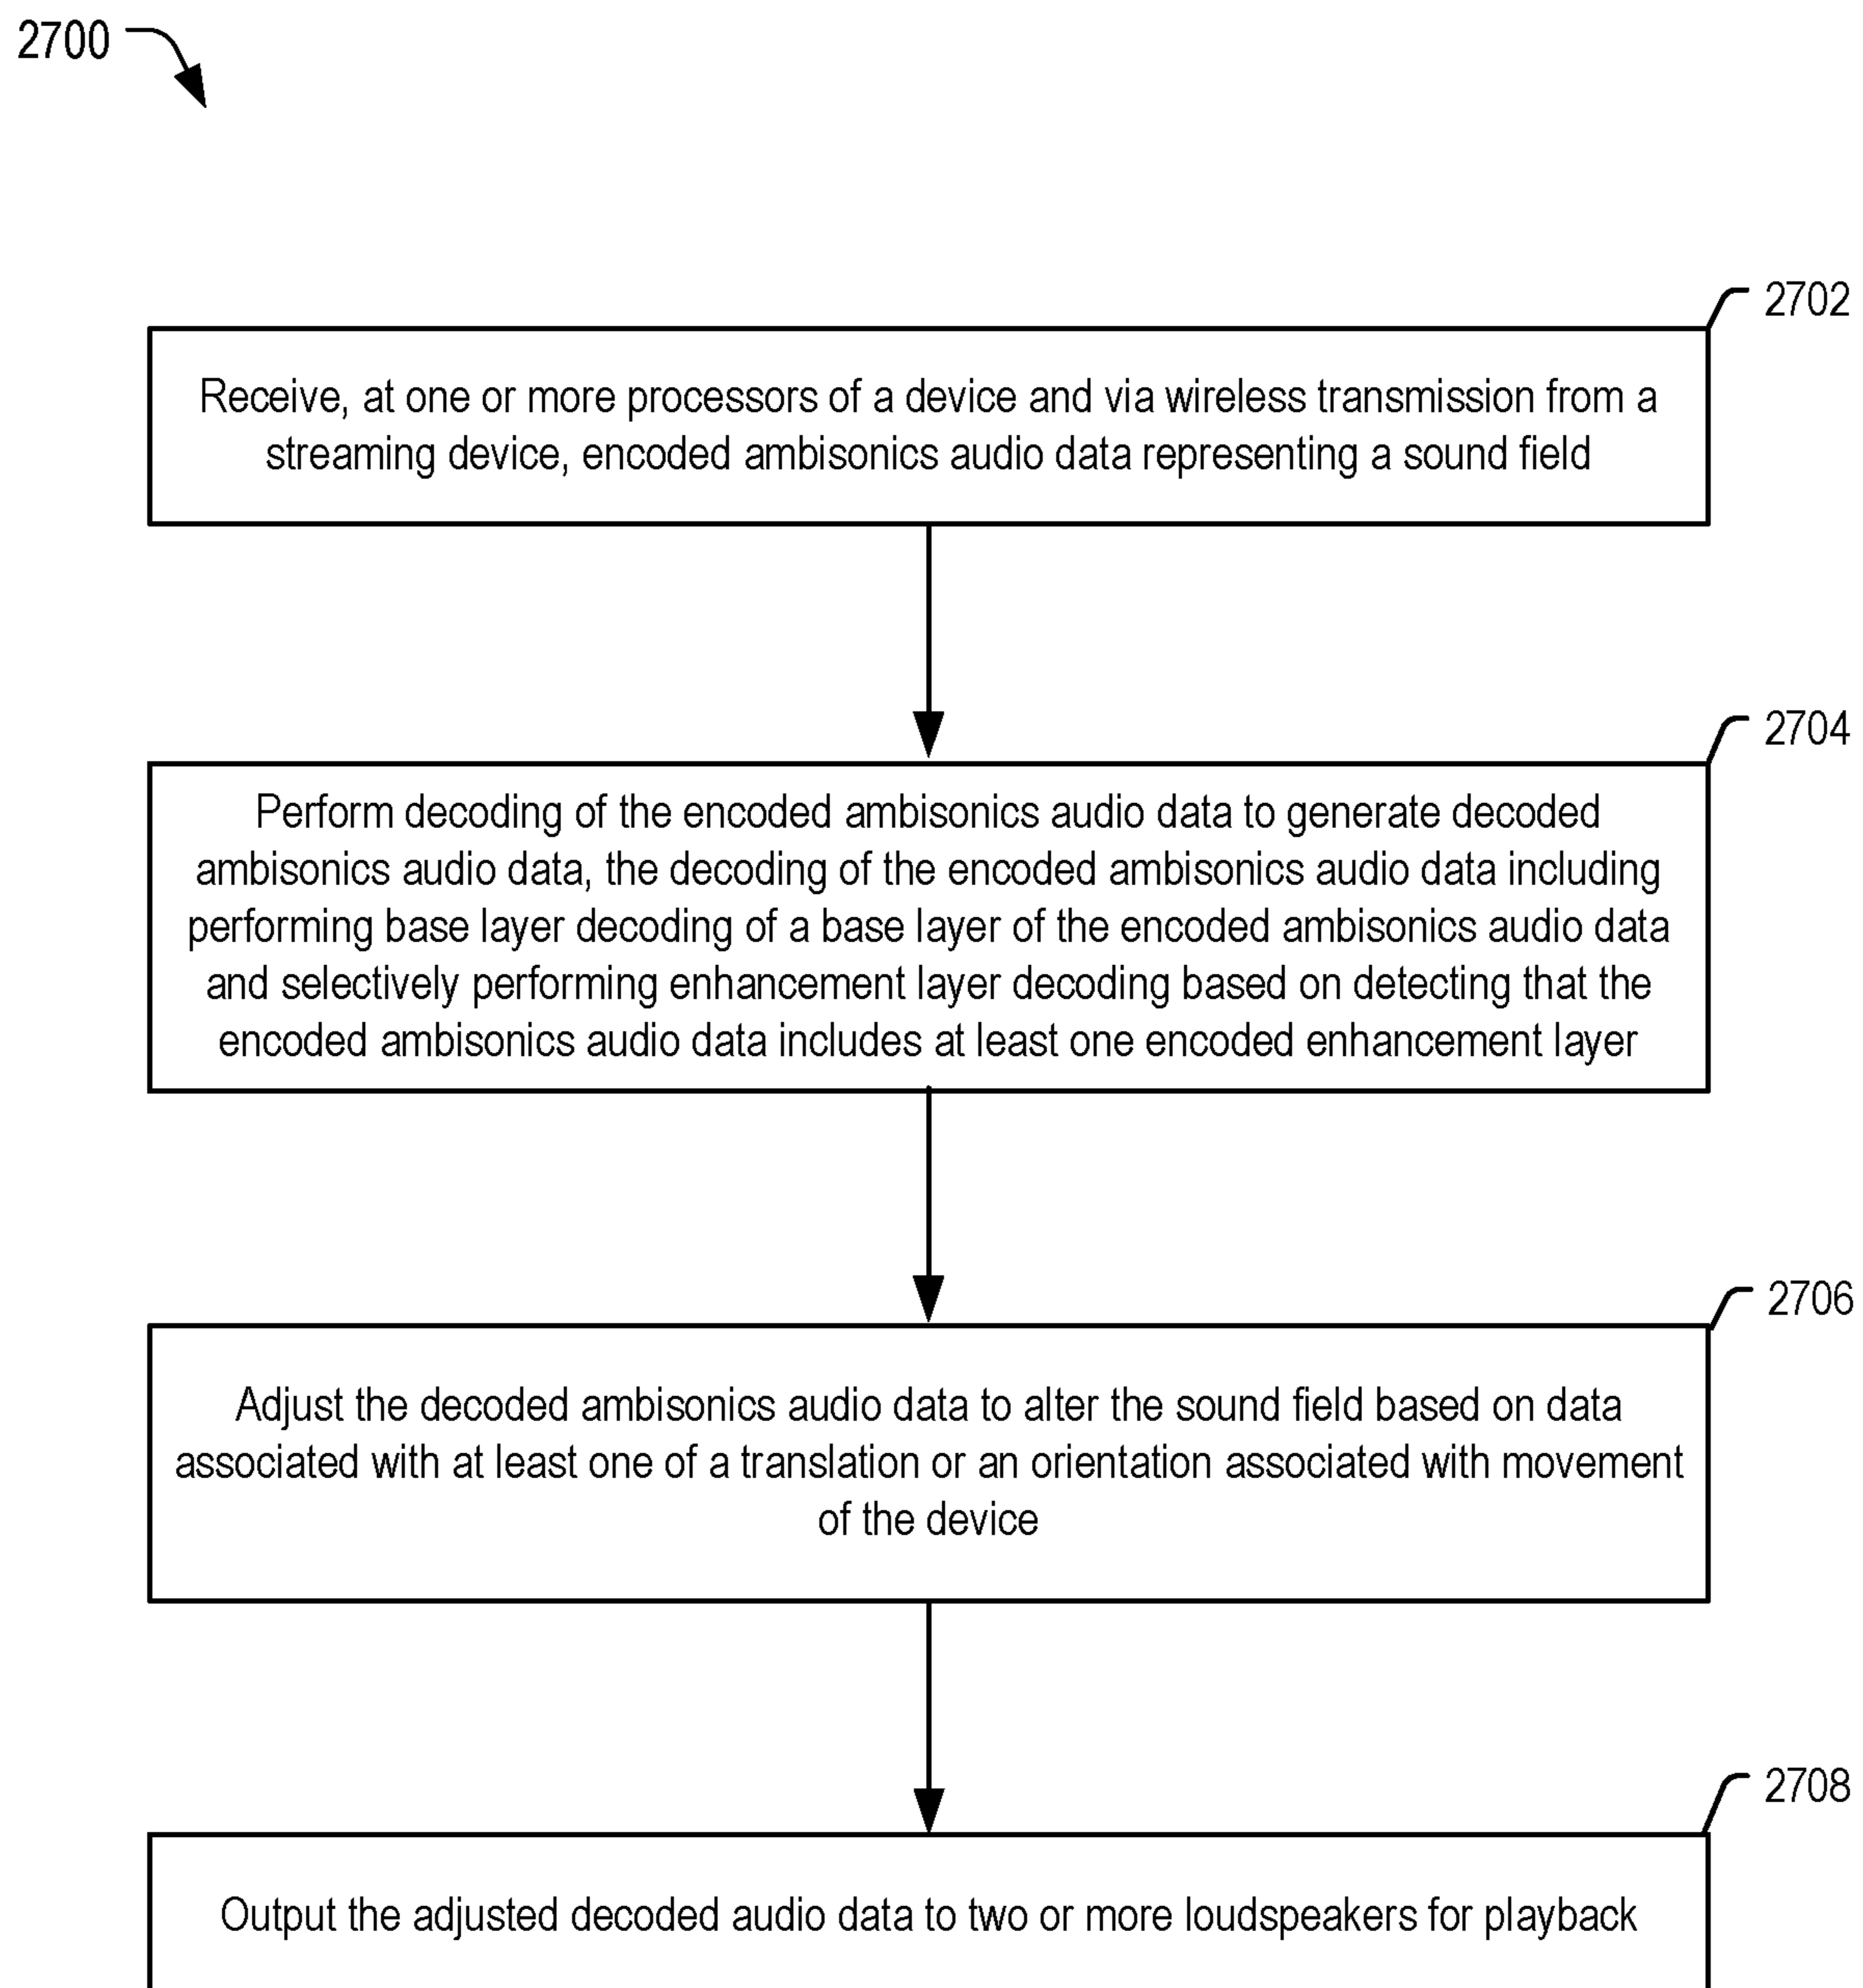 2700
2702
Receive, at one or more processors of a device and via wireless transmission from a
streaming device, encoded ambisonics audio data representing a sound field
2704
Perform decoding of the encoded ambisonics audio data to generate decoded
ambisonics audio data, the decoding of the encoded ambisonics audio data including
performing base layer decoding of a base layer of the encoded ambisonics audio data
and selectively performing enhancement layer decoding based on detecting that the
encoded ambisonics audio data includes at least one encoded enhancement layer
2706
Adjust the decoded ambisonics audio data to alter the sound field based on data
associated with at least one of a translation or an orientation associated with movement
of the device
2708
Output the adjusted decoded audio data to two or more loudspeakers for playback